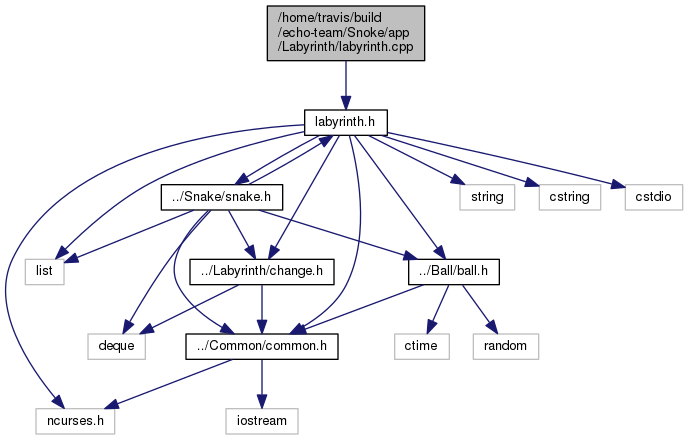 /home/travis/build
/echo-team/Snoke/app
/Labyrinth/labyrinth.cpp
labyrinth.h
../Snake/snake.h
string
cstring
cstdio
list
../Labyrinth/change.h
../Ball/ball.h
deque
../Common/common.h
ctime
random
ncurses.h
iostream